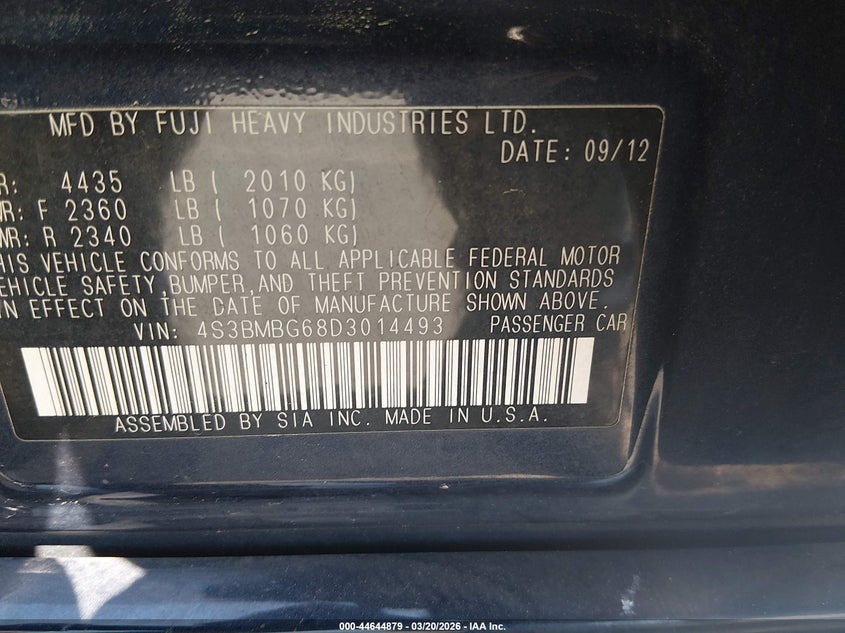 MFD BY FUJI HEAVY INDUSTRIES LTD.
DATE: 09/12
R: 4435 LB ( 2010 KG)
WR: F 2360 LB ( 1070 KG)
WR: R 2340 LB ( 1060 KG)
HIS VEHICLE CONFORMS TO ALL APPLICABLE FEDERAL MOTOR
EHICLE SAFETY, BUMPER, AND THEFT PREVENTION STANDARDS
IN EFFECT ON THE DATE OF MANUFACTURE SHOWN ABOVE.
VIN: 4S3BMBG68D3014493 PASSENGER CAR
ASSEMBLED BY SIA INC. MADE IN U.S.A.
000-44644879 - 03/20/2026 - IAA Inc.